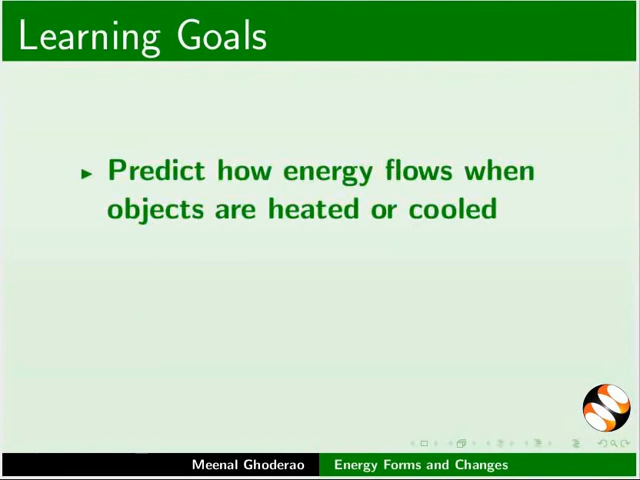 Learning Goals
Predict how energy flows when
objects are heated or cooled
Meenal Ghoderao
Energy Forms and Changes